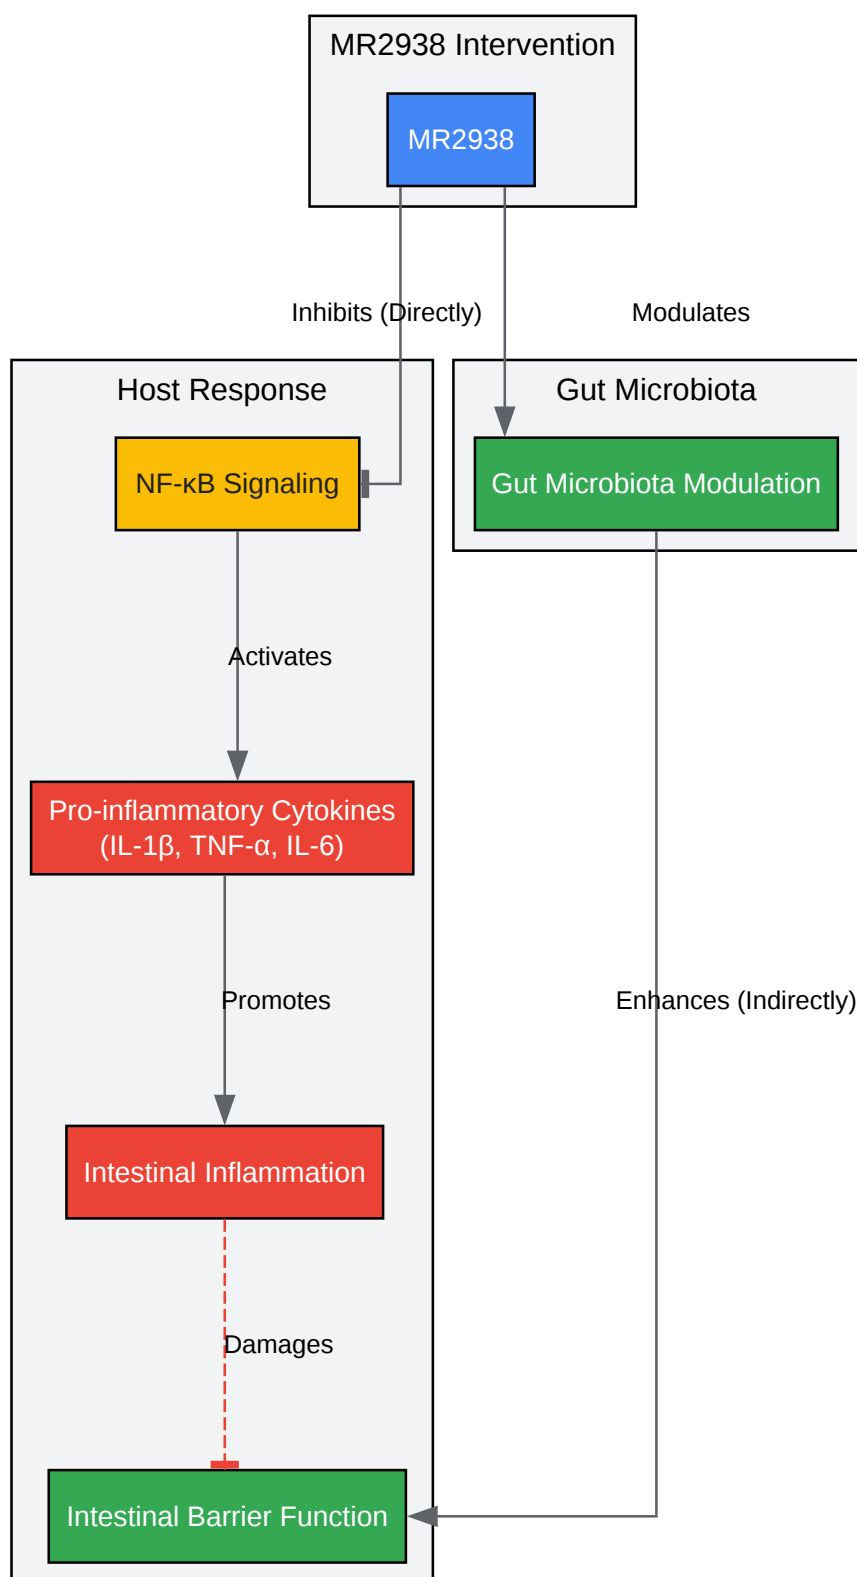 MR2938 Intervention
MR2938
Inhibits (Directly)
Modulates
Host Response
Gut Microbiota
NF-κB Signaling
Gut Microbiota Modulation
Activates
Pro-inflammatory Cytokines
(IL-1β, TNF-α, IL-6)
Promotes
Enhances (Indirectly)
Intestinal Inflammation
Damages
Intestinal Barrier Function